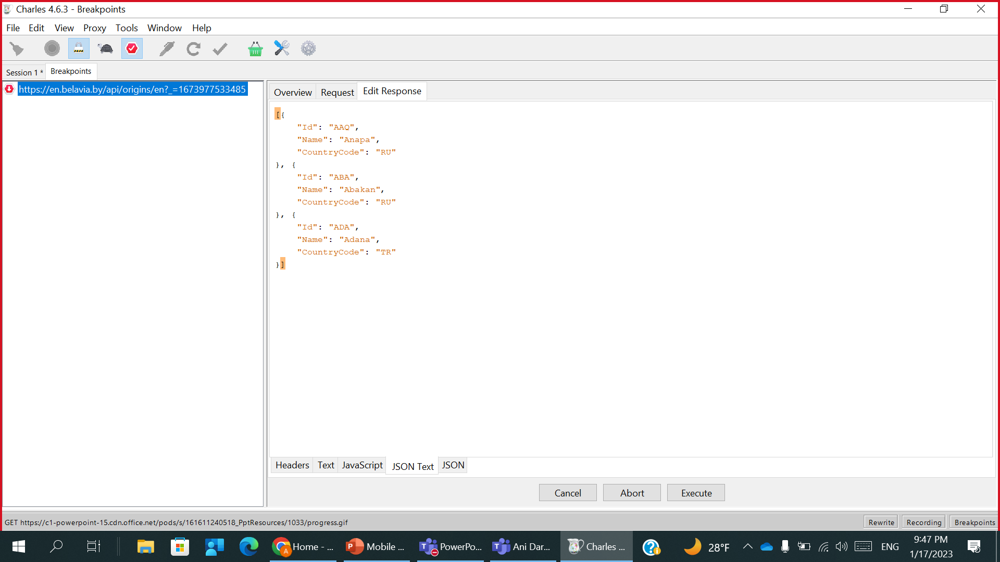 Charles 4.6.3 - Breakpoints
File Edit View Proxy Tools Window Help
Session 1 * Breakpoints
https://en.belavia.by/api/origins/en?_=1673977533485
Overview Request Edit Response
[{
"Id": "AAQ",
"Name": "Anapa",
"CountryCode": "RU"
}, {
"Id": "ABA",
"Name": "Abakan",
"CountryCode": "RU"
}, {
"Id": "ADA",
"Name": "Adana",
"CountryCode": "TR"
}]
Headers Text JavaScript JSON Text JSON
Cancel Abort Execute
GET https://c1-powerpoint-15.cdn.office.net/pods/s/161611240518_PptResources/1033/progress.gif Rewrite Recording Breakpoints
Home - ... Mobile ... PowerPo... Ani Dar... Charles ... 28°F ENG 9:47 PM
1/17/2023